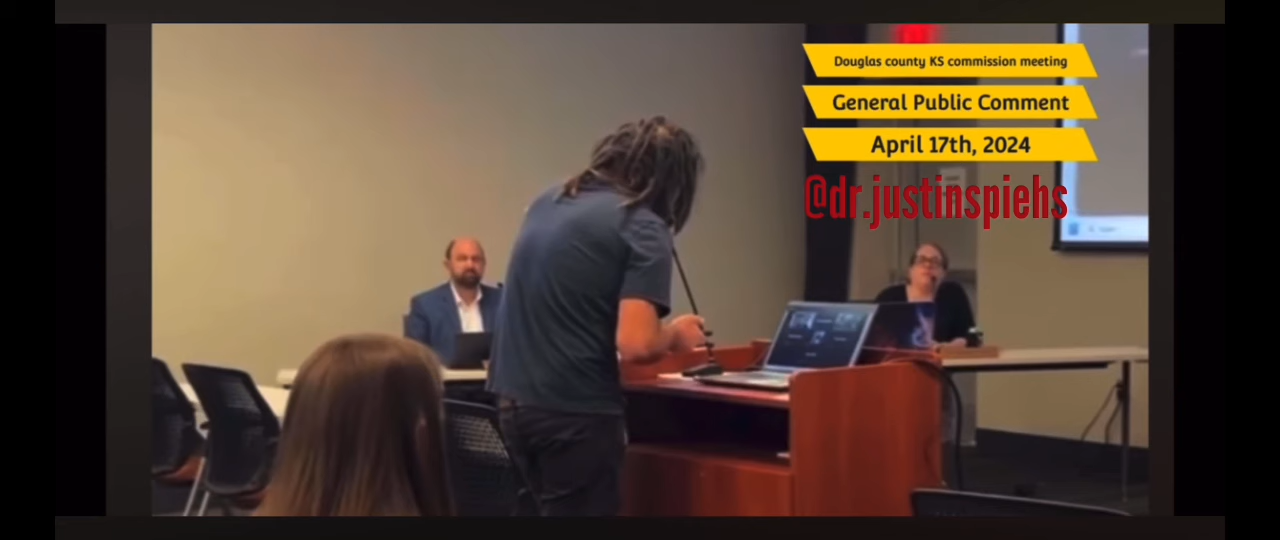 Douglas county KS commission meeting
General Public Comment
April 17th, 2024
@dr.justinspiehs